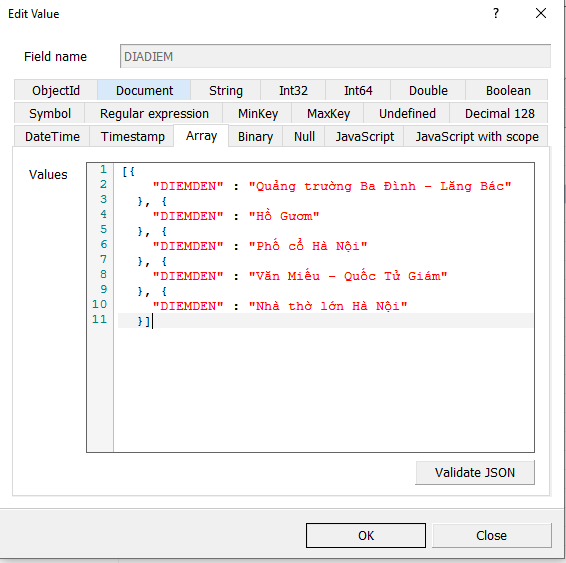 Edit Value
?
Field name
DIADIEM
ObjectId Document String Int32 Int64 Double Boolean
Symbol Regular expression MinKey MaxKey Undefined Decimal 128
DateTime Timestamp Array Binary Null JavaScript JavaScript with scope
Values
1 [{
2 "DIEMDEN" : "Quảng trường Ba Đình – Lăng Bác"
3 }, {
4 "DIEMDEN" : "Hồ Gươm"
5 }, {
6 "DIEMDEN" : "Phố cổ Hà Nội"
7 }, {
8 "DIEMDEN" : "Văn Miếu – Quốc Tử Giám"
9 }, {
10 "DIEMDEN" : "Nhà thờ lớn Hà Nội"
11 }]
Validate JSON
OK Close